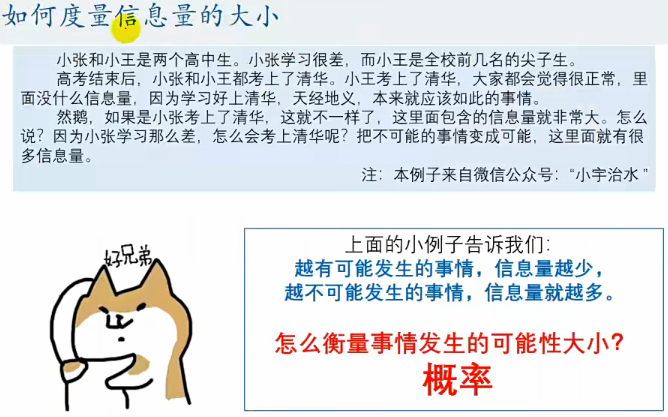 如何度量信息量的大小
小张和小王是两个高中生。小张学习很差，而小王是全校前几名的尖子生。
高考结束后，小张和小王都考上了清华。小王考上了清华，大家都会觉得很正常，里
面没什么信息量，因为学习好上清华，天经地义，本来就应该如此的事情。
然鹅，如果是小张考上了清华，这就不一样了，这里面包含的信息量就非常大。怎么
说？因为小张学习那么差，怎么会考上清华呢？把不可能的事情变成可能，这里面就有很
多信息量。
注：本例子来自微信公众号：“小宇治水”
好兄弟
上面的小例子告诉我们：
越有可能发生的事情，信息量越少，
越不可能发生的事情，信息量就越多。
怎么衡量事情发生的可能性大小？
概率